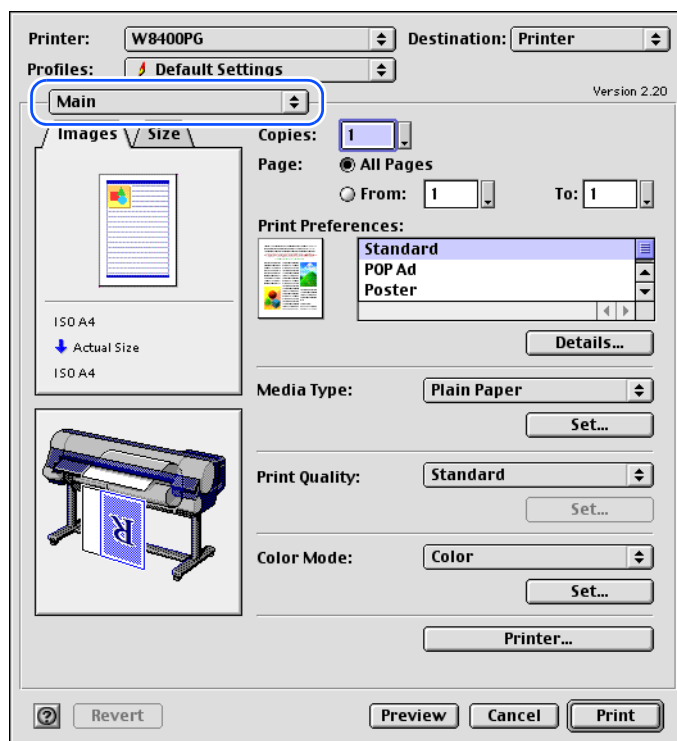 Printer: W8400PG Destination: Printer
Profiles: Default Settings
Version 2.20
Main
Images Size Copies: 1
Page: All Pages
From: 1 To: 1
Print Preferences:
Standard
POP Ad
Poster
ISO A4
Actual Size
ISO A4
Details...
Media Type: Plain Paper
Set...
Print Quality: Standard
Set...
Color Mode: Color
Set...
Printer...
R
? Revert Preview Cancel Print